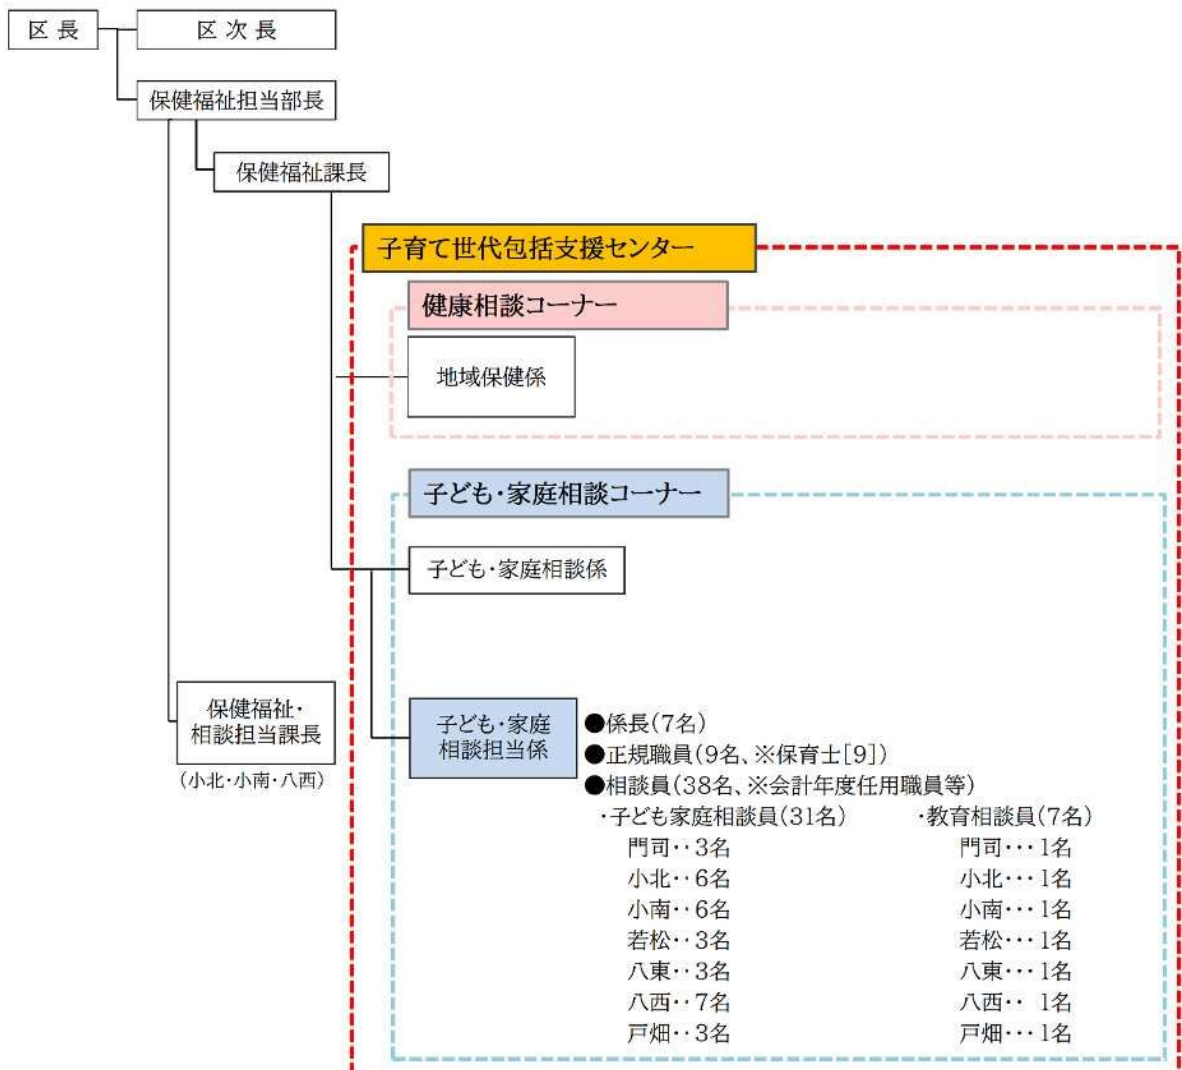 区 長
区 次 長
保健福祉担当部長
保健福祉課長
子育て世代包括支援センター
健康相談コーナー
地域保健係
子ども・家庭相談コーナー
子ども・家庭相談係
保健福祉・
相談担当課長
(小北・小南・八西)
子ども・家庭
相談担当係
●係長(7名)
●正規職員(9名、※保育士[9])
●相談員(38名、※会計年度任用職員等)
・子ども家庭相談員(31名)
門司‥3名
小北‥6名
小南‥6名
若松‥3名
八東‥3名
八西‥7名
戸畑‥3名
・教育相談員(7名)
門司･･･1名
小北･･･1名
小南･･･1名
若松･･･1名
八東･･･1名
八西‥ 1名
戸畑･･･1名